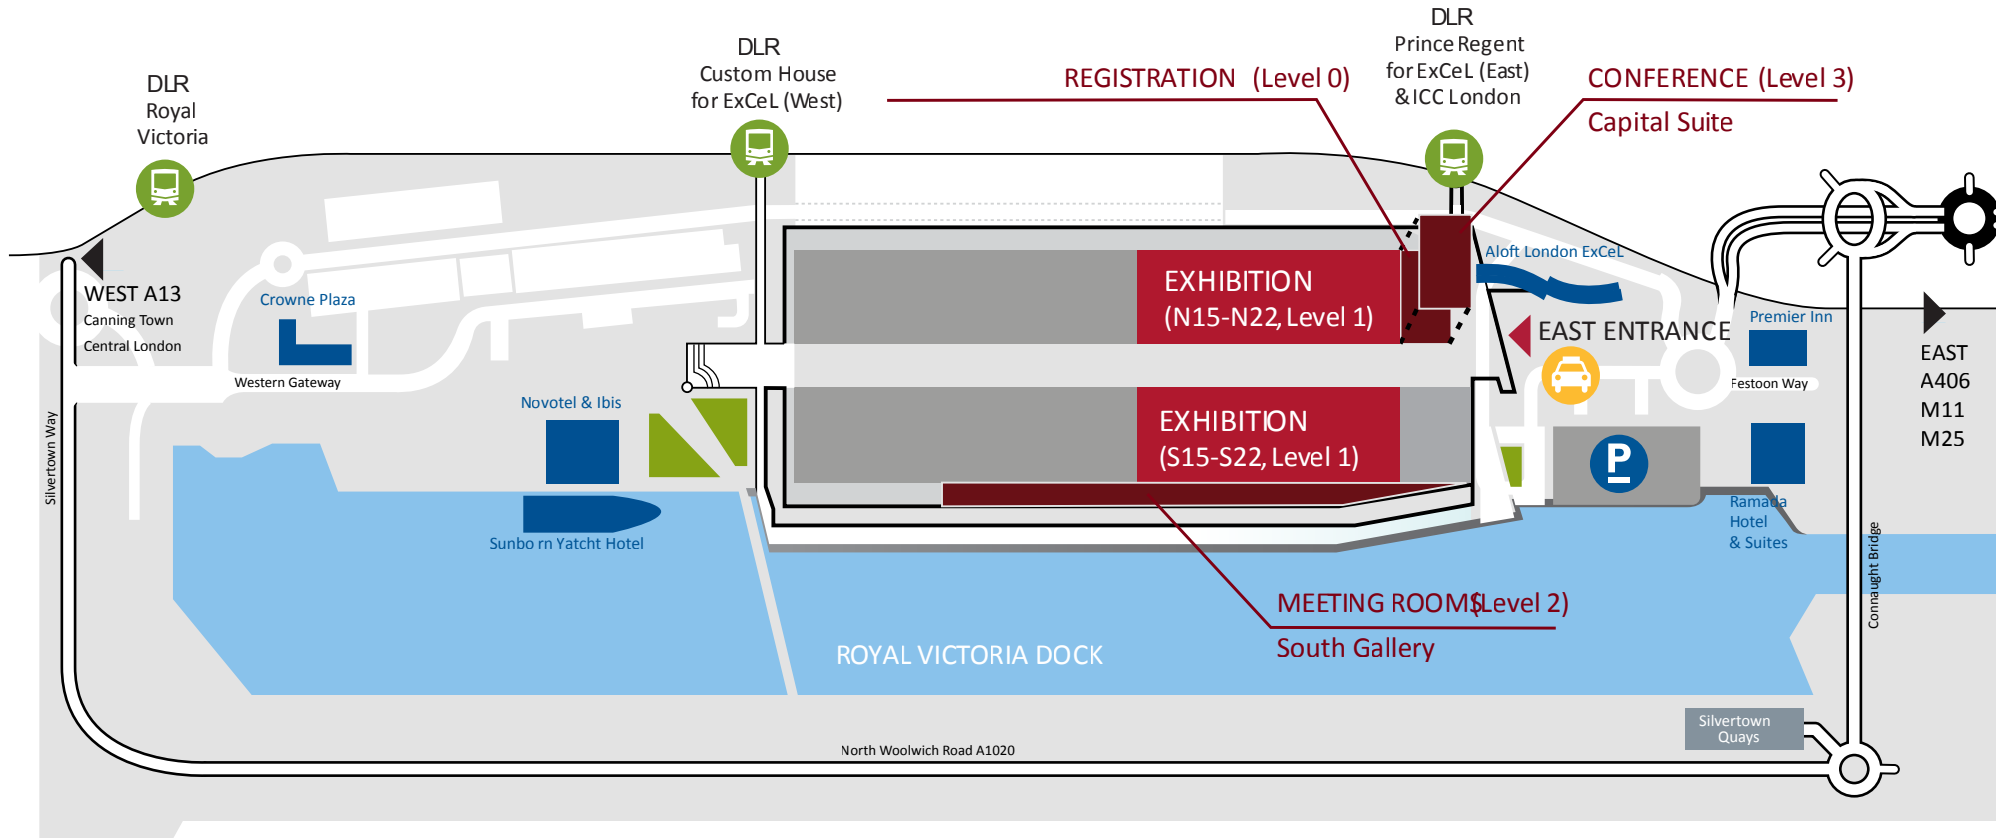 DLR
Royal
Victoria
DLR
Custom House
for ExCeL (West)
REGISTRATION (Level 0)
DLR
Prince Regent
for ExCeL (East)
& ICC London
CONFERENCE (Level 3)
Capital Suite
WEST A13
Canning Town
Central London
Crowne Plaza
Western Gateway
Novotel & Ibis
Sunbo rn Yatcht Hotel
Silvertown Way
EXHIBITION
(N15-N22, Level 1)
EXHIBITION
(S15-S22, Level 1)
Aloft London ExCeL
EAST ENTRANCE
Premier Inn
Festoon Way
P
Ramada
Hotel
& Suites
EAST
A406
M11
M25
Connaught Bridge
MEETING ROOMS (Level 2)
South Gallery
ROYAL VICTORIA DOCK
Silvertown
Quays
North Woolwich Road A1020